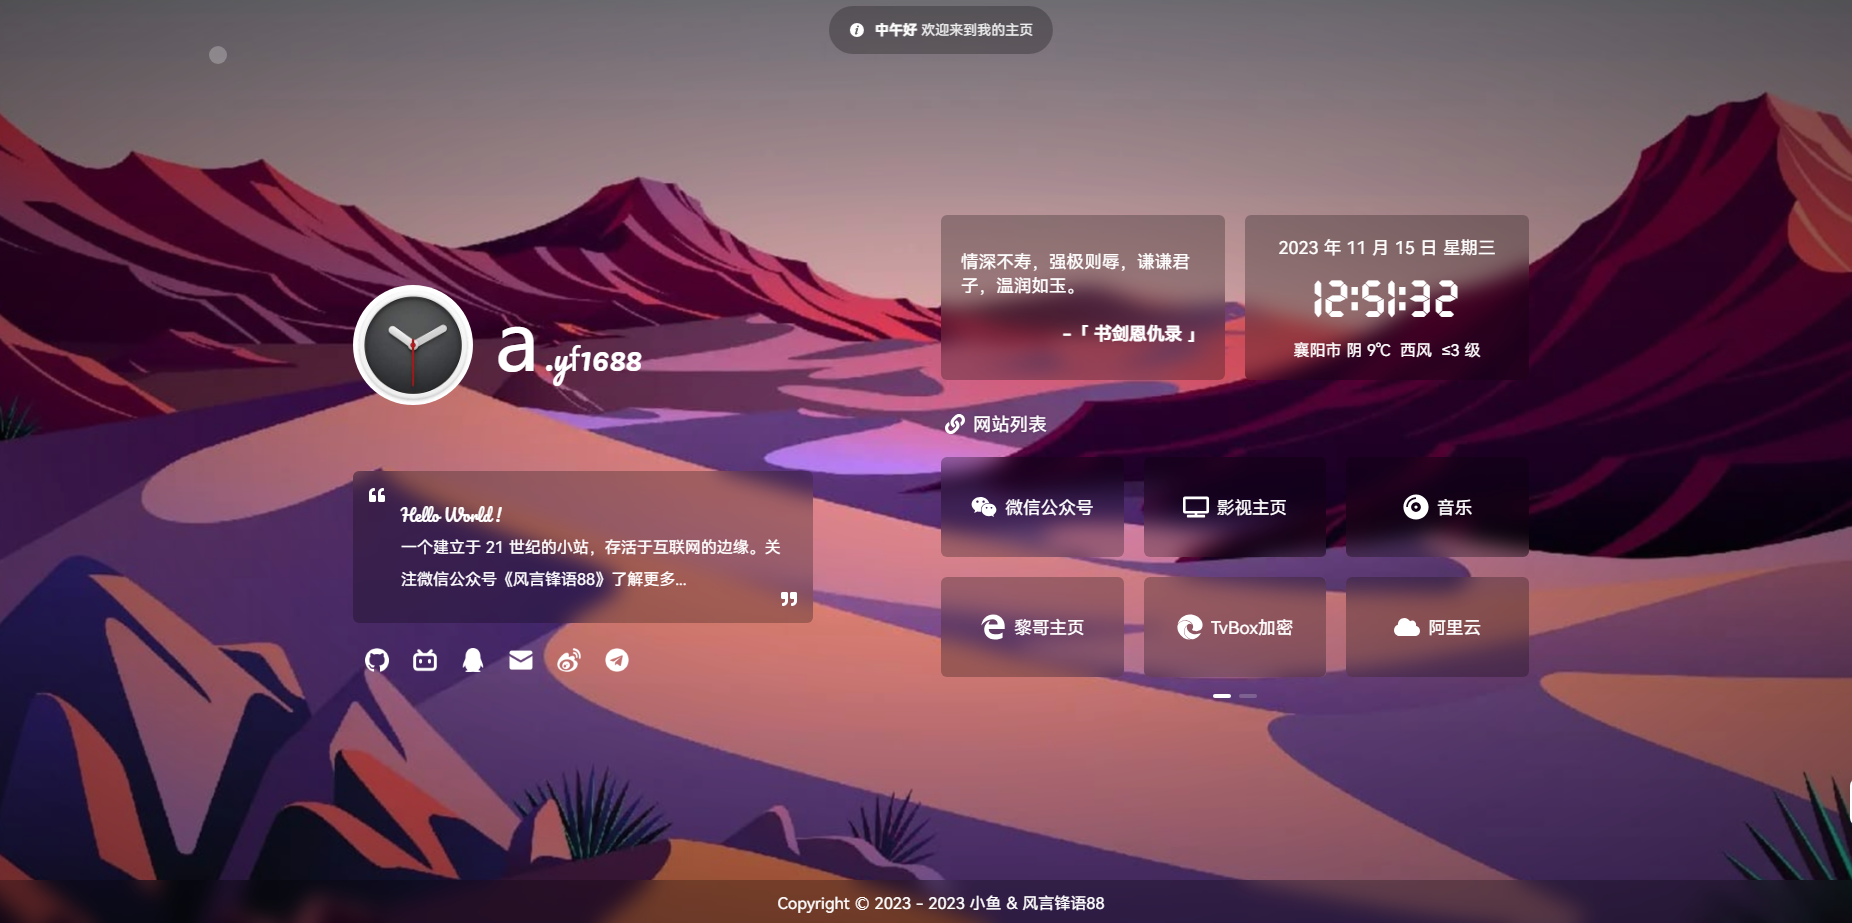 中午好 欢迎来到我的主页
a.yf1688
Hello World !
一个建立于 21 世纪的小站，存活于互联网的边缘。关
注微信公众号《风言锋语88》了解更多...
情深不寿，强极则辱，谦谦君
子，温润如玉。
-「 书剑恩仇录 」
2023 年 11 月 15 日 星期三
12:51:32
襄阳市 阴 9℃ 西风 ≤3 级
网站列表
微信公众号
影视主页
音乐
黎哥主页
TvBox加密
阿里云
Copyright © 2023 - 2023 小鱼 & 风言锋语88